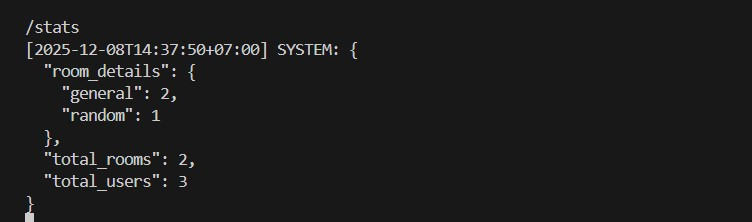 /stats
[2025-12-08T14:37:50+07:00] SYSTEM: {
  "room_details": {
    "general": 2,
    "random": 1
  },
  "total_rooms": 2,
  "total_users": 3
}